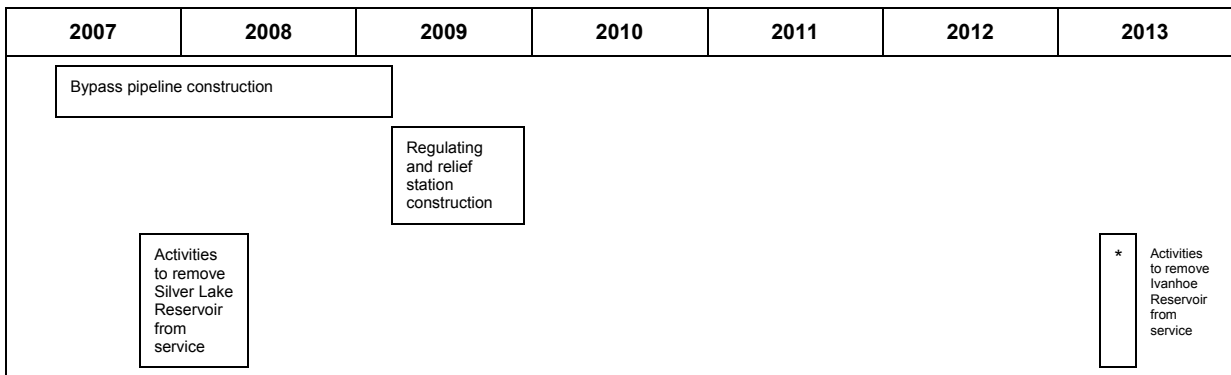 2007 2008 2009 2010 2011 2012 2013
Bypass pipeline construction
Regulating
and relief
station
construction
Activities
to remove
Silver Lake
Reservoir
from
service
*
Activities
to remove
Ivanhoe
Reservoir
from
service